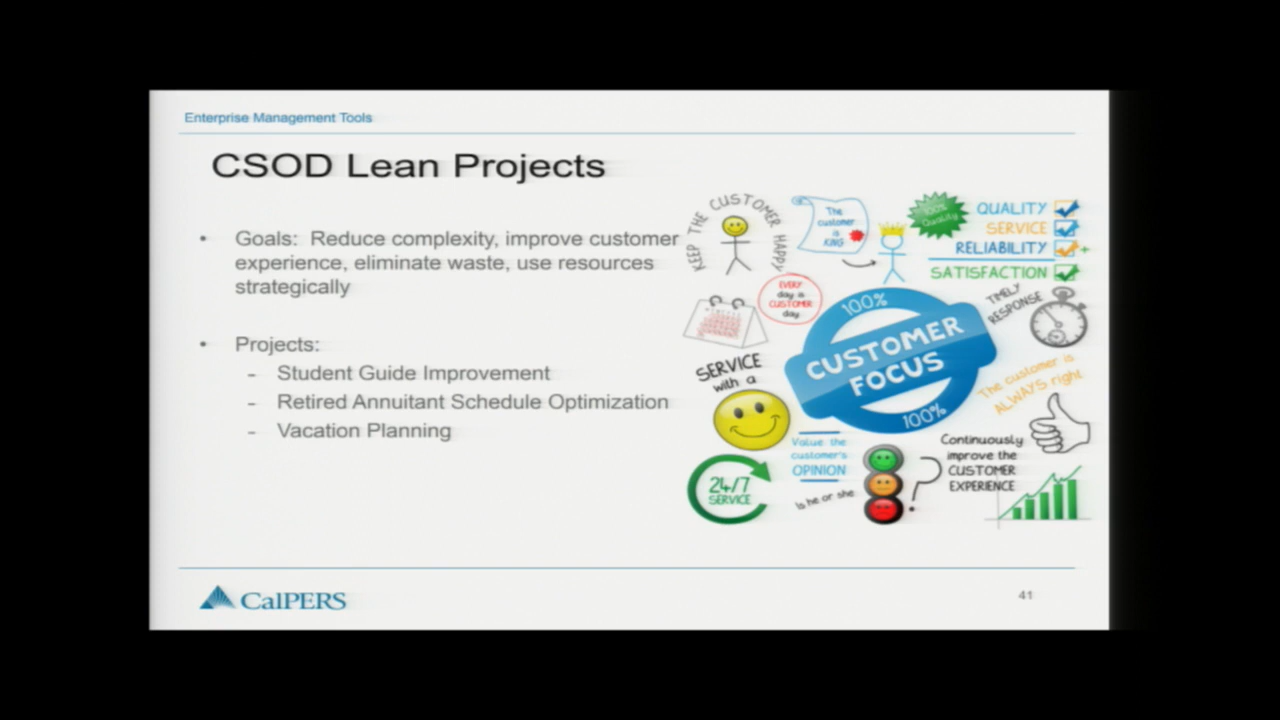 Enterprise Management Tools
CSOD Lean Projects
• Goals: Reduce complexity, improve customer
experience, eliminate waste, use resources
strategically
• Projects:
- Student Guide Improvement
- Retired Annuitant Schedule Optimization
- Vacation Planning
KEEP THE CUSTOMER HAPPY
The
customer
is
KING
100%
Quality
QUALITY
SERVICE
RELIABILITY
SATISFACTION
EVERY
day is
CUSTOMER
day
TIMELY
RESPONSE
100%
CUSTOMER
FOCUS
100%
SERVICE
with a
The customer is
ALWAYS right
Value the
customer's
OPINION
24/7
SERVICE
Is he or she
?
Continuously
improve the
CUSTOMER
EXPERIENCE
CalPERS
41